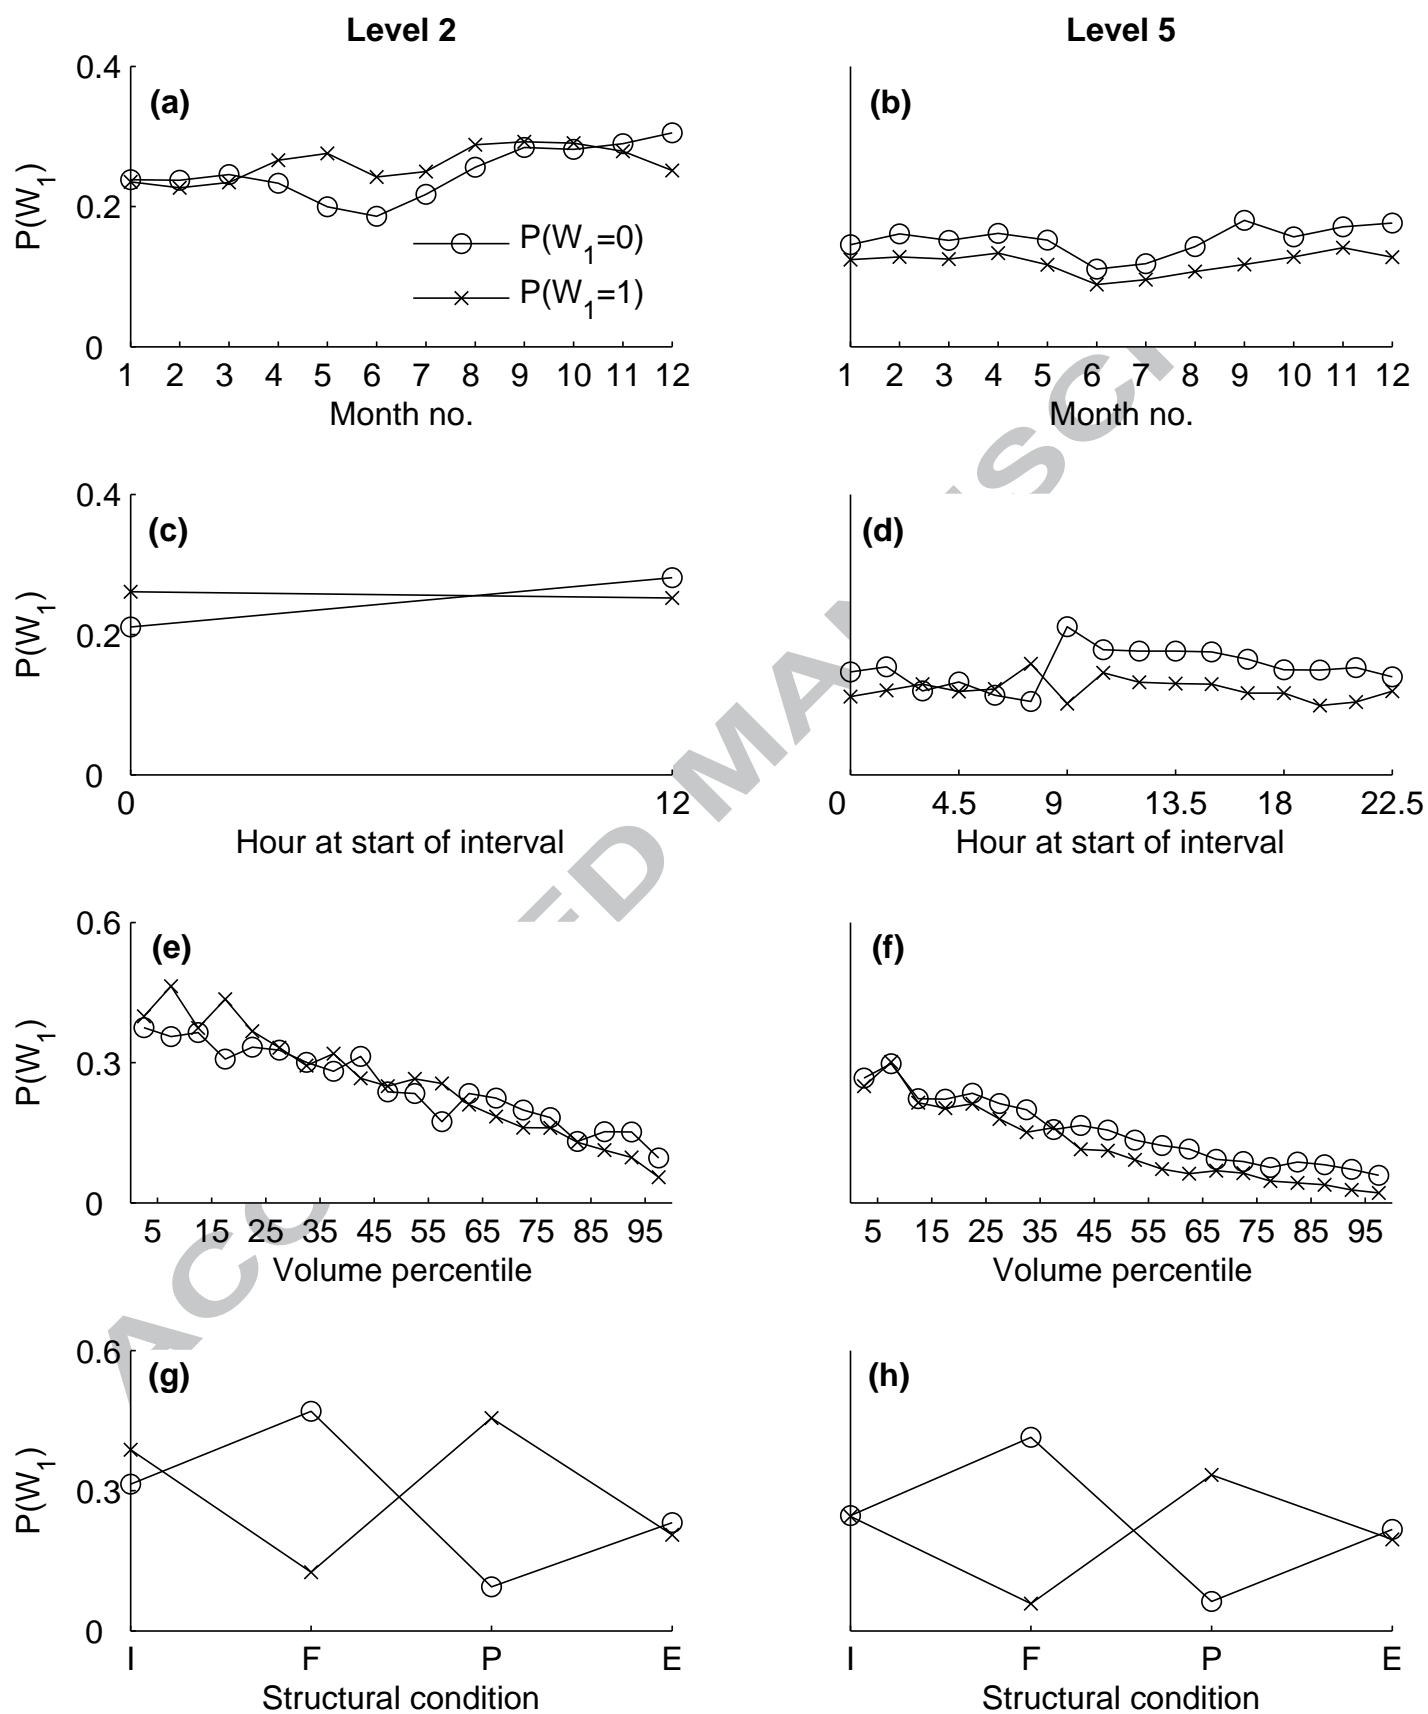 Level 2
Level 5
0.4
0.2
0
P(W1)
(a)
P(W1=0)
P(W1=1)
1 2 3 4 5 6 7 8 9 10 11 12
Month no.
(b)
1 2 3 4 5 6 7 8 9 10 11 12
Month no.
0.4
0.2
0
P(W1)
(c)
0 12
Hour at start of interval
(d)
0 4.5 9 13.5 18 22.5
Hour at start of interval
0.6
0.3
0
P(W1)
(e)
5 15 25 35 45 55 65 75 85 95
Volume percentile
(f)
5 15 25 35 45 55 65 75 85 95
Volume percentile
0.6
0.3
0
P(W1)
(g)
I F P E
Structural condition
(h)
I F P E
Structural condition